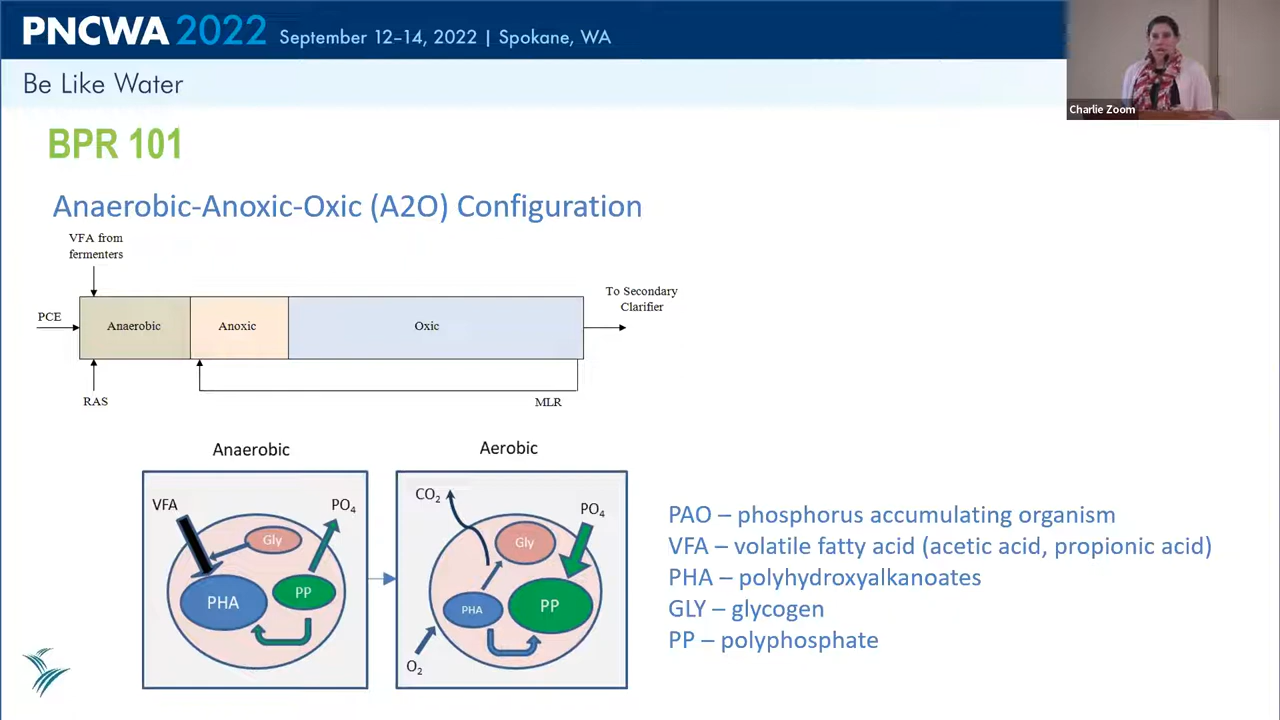 PNCWA 2022 September 12–14, 2022 | Spokane, WA
Be Like Water
Charlie Zoom
BPR 101
Anaerobic-Anoxic-Oxic (A2O) Configuration
VFA from
fermenters
PCE
Anaerobic
Anoxic
Oxic
To Secondary
Clarifier
RAS
MLR
Anaerobic
VFA
PO4
Gly
PHA
PP
Aerobic
CO2
PO4
Gly
PHA
PP
O2
PAO – phosphorus accumulating organism
VFA – volatile fatty acid (acetic acid, propionic acid)
PHA – polyhydroxyalkanoates
GLY – glycogen
PP – polyphosphate